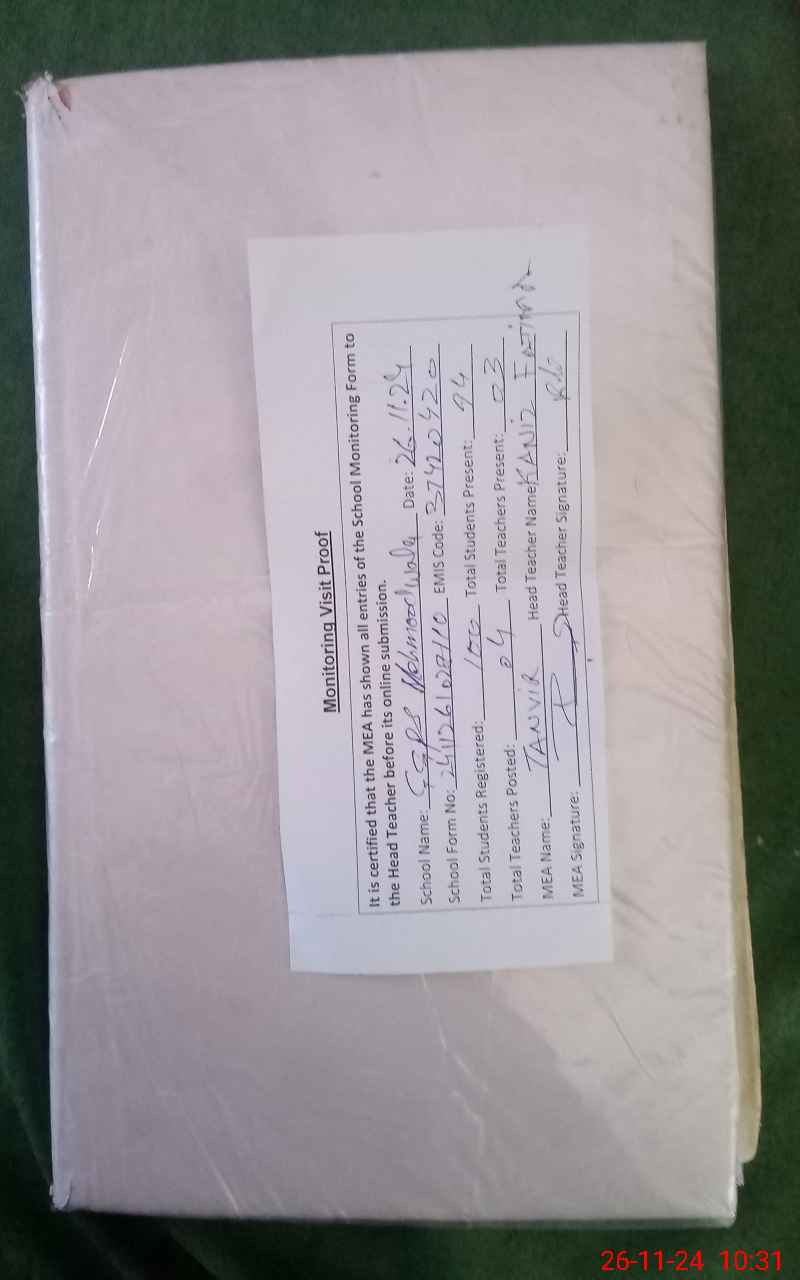 Monitoring Visit Proof
It is certified that the MEA has shown all entries of the School Monitoring Form to
the Head Teacher before its online submission.
School Name: GGPS Mehmoodwala Date: 26.11.24
School Form No: 2411261028110 EMIS Code: 37420420
Total Students Registered: 100 Total Students Present: 94
Total Teachers Posted: 04 Total Teachers Present: 03
MEA Name: TANVIR Head Teacher Name KANIZ Fatima
MEA Signature: Head Teacher Signature:
26-11-24 10:31